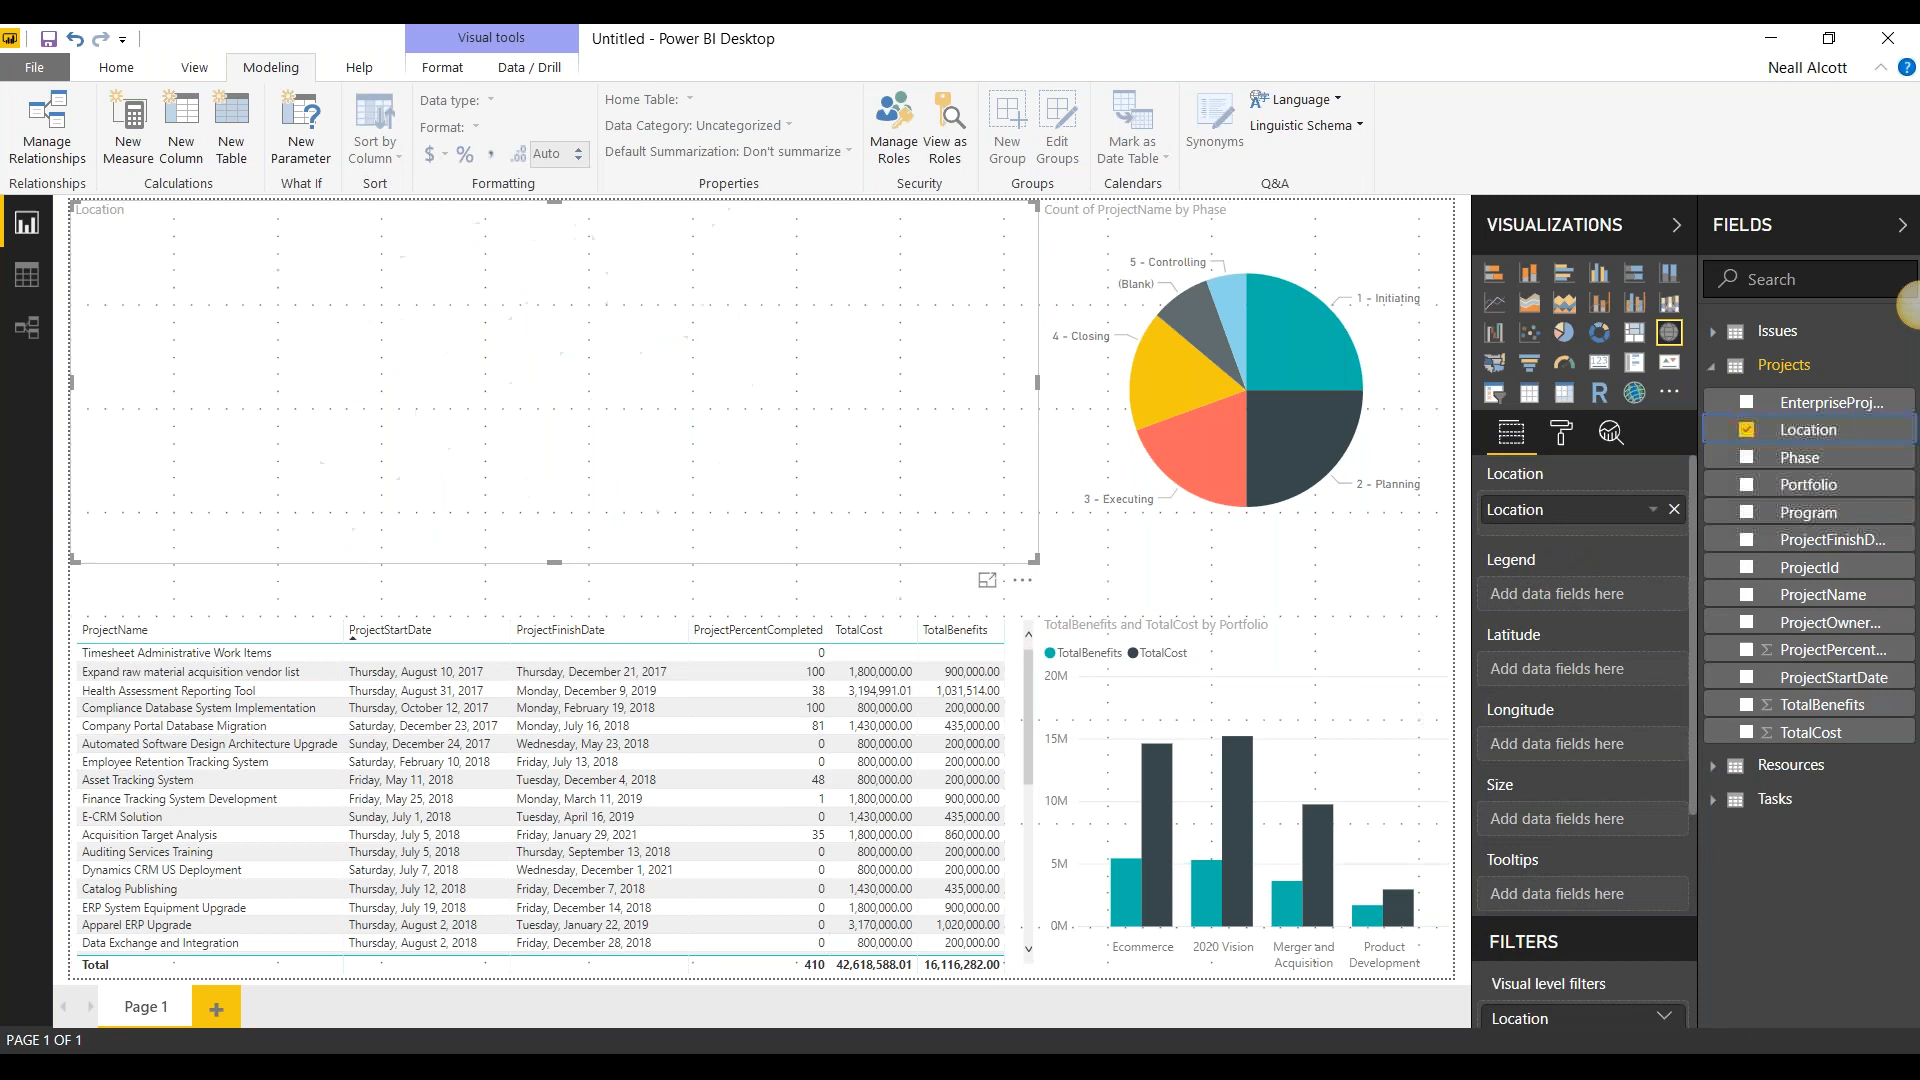 Visual tools
Untitled - Power BI Desktop
File
Home
View
Modeling
Help
Format
Data / Drill
Neall Alcott
?
Manage Relationships
New Measure
New Column
New Table
New Parameter
Sort by Column
Data type:
Format:
$ % , Auto
Home Table:
Data Category: Uncategorized
Default Summarization: Don't summarize
Manage Roles
View as Roles
New Group
Edit Groups
Mark as Date Table
Synonyms
Language
Linguistic Schema
Relationships
Calculations
What If
Sort
Formatting
Properties
Security
Groups
Calendars
Q&A
Location
Count of ProjectName by Phase
5 - Controlling
(Blank)
1 - Initiating
4 - Closing
3 - Executing
2 - Planning
ProjectName ProjectStartDate ProjectFinishDate ProjectPercentCompleted TotalCost TotalBenefits
Timesheet Administrative Work Items 0
Expand raw material acquisition vendor list Thursday, August 10, 2017 Thursday, December 21, 2017 100 1,800,000.00 900,000.00
Health Assessment Reporting Tool Thursday, August 31, 2017 Monday, December 9, 2019 38 3,194,991.01 1,031,514.00
Compliance Database System Implementation Thursday, October 12, 2017 Monday, February 19, 2018 100 800,000.00 200,000.00
Company Portal Database Migration Saturday, December 23, 2017 Monday, July 16, 2018 81 1,430,000.00 435,000.00
Automated Software Design Architecture Upgrade Sunday, December 24, 2017 Wednesday, May 23, 2018 0 800,000.00 200,000.00
Employee Retention Tracking System Saturday, February 10, 2018 Friday, July 13, 2018 0 800,000.00 200,000.00
Asset Tracking System Friday, May 11, 2018 Tuesday, December 4, 2018 48 800,000.00 200,000.00
Finance Tracking System Development Friday, May 25, 2018 Monday, March 11, 2019 1 1,800,000.00 900,000.00
E-CRM Solution Sunday, July 1, 2018 Tuesday, April 16, 2019 0 1,430,000.00 435,000.00
Acquisition Target Analysis Thursday, July 5, 2018 Friday, January 29, 2021 35 1,800,000.00 860,000.00
Auditing Services Training Thursday, July 5, 2018 Thursday, September 13, 2018 0 800,000.00 200,000.00
Dynamics CRM US Deployment Saturday, July 7, 2018 Wednesday, December 1, 2021 0 800,000.00 200,000.00
Catalog Publishing Thursday, July 12, 2018 Friday, December 7, 2018 0 1,430,000.00 435,000.00
ERP System Equipment Upgrade Thursday, July 19, 2018 Friday, December 14, 2018 0 1,800,000.00 900,000.00
Apparel ERP Upgrade Thursday, August 2, 2018 Tuesday, January 22, 2019 0 3,170,000.00 1,020,000.00
Data Exchange and Integration Thursday, August 2, 2018 Friday, December 28, 2018 0 800,000.00 200,000.00
Total 410 42,618,588.01 16,116,282.00
TotalBenefits and TotalCost by Portfolio
TotalBenefits TotalCost
20M
15M
10M
5M
0M
Ecommerce
2020 Vision
Merger and Acquisition
Product Development
VISUALIZATIONS
123
R
Location
Location
Legend
Add data fields here
Latitude
Add data fields here
Longitude
Add data fields here
Size
Add data fields here
Tooltips
Add data fields here
FILTERS
Visual level filters
Location
FIELDS
Search
Issues
Projects
EnterpriseProj...
Location
Phase
Portfolio
Program
ProjectFinishD...
ProjectId
ProjectName
ProjectOwner...
Σ ProjectPercent...
ProjectStartDate
Σ TotalBenefits
Σ TotalCost
Resources
Tasks
Page 1
PAGE 1 OF 1